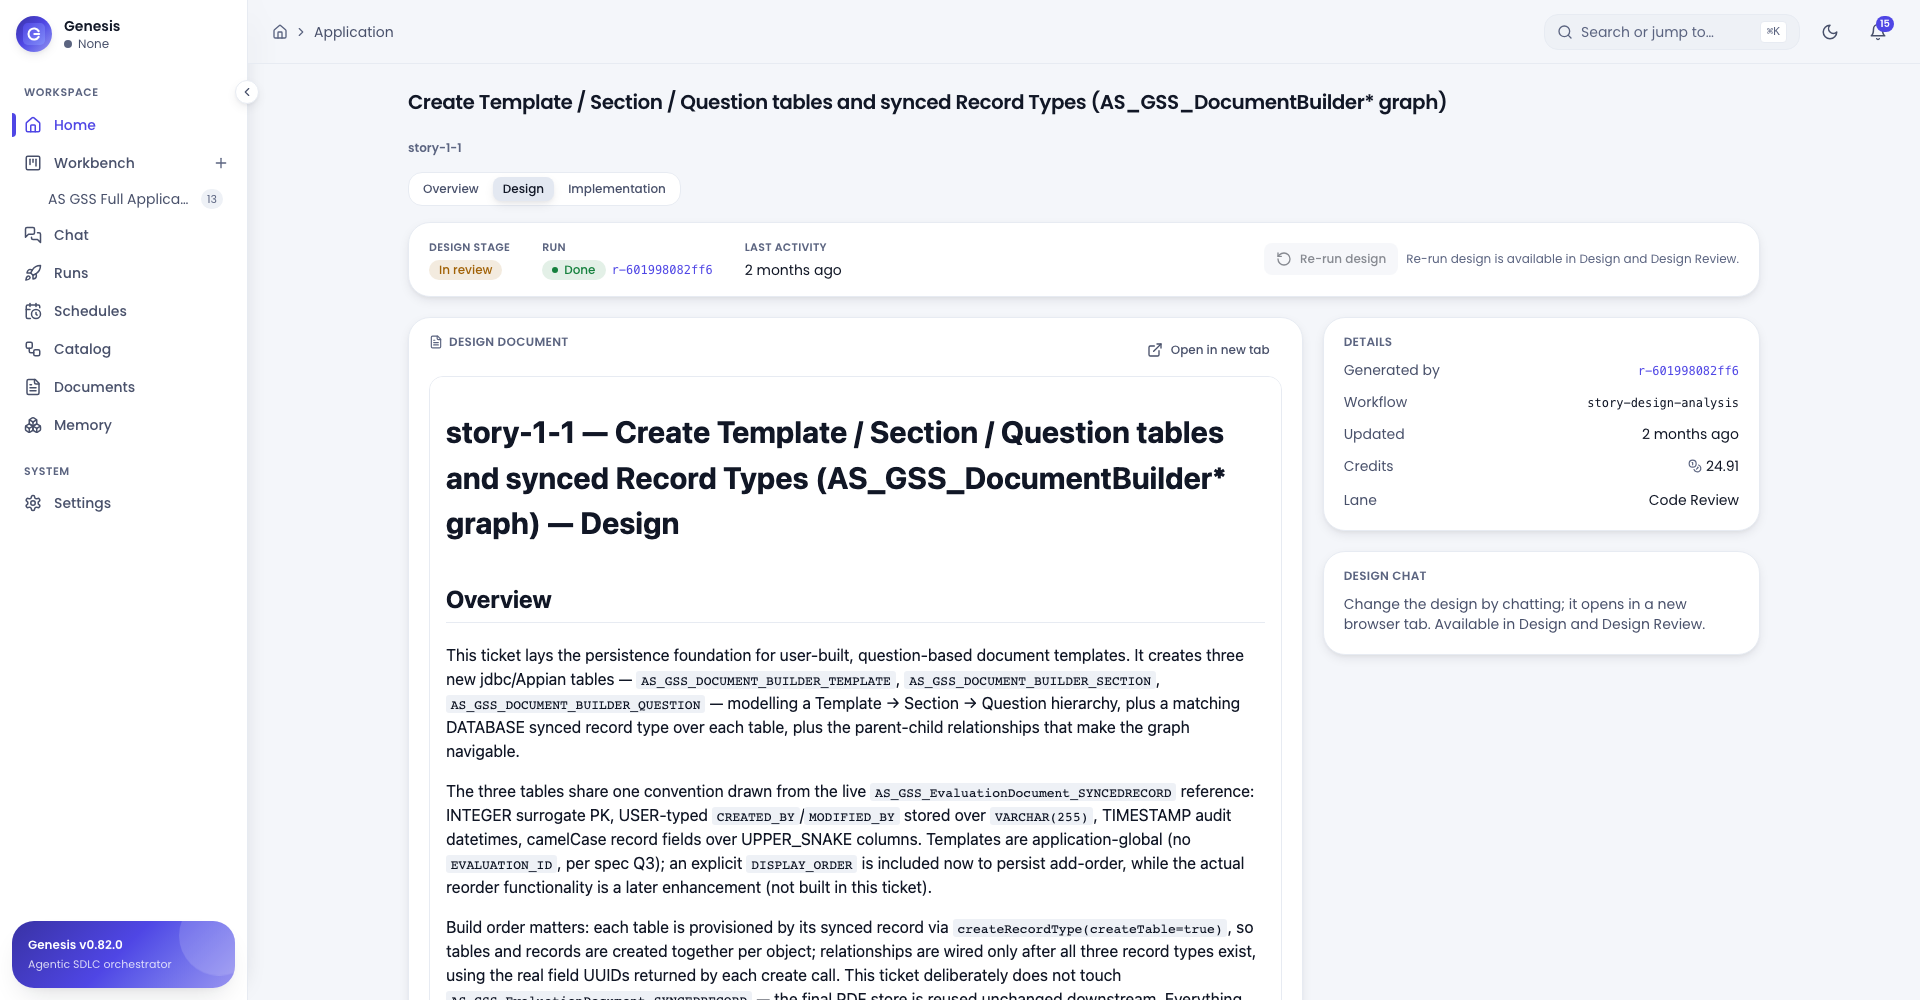 Genesis
None
WORKSPACE
Home
Workbench
AS GSS Full Applica... 13
Chat
Runs
Schedules
Catalog
Documents
Memory
SYSTEM
Settings
Genesis v0.82.0
Agentic SDLC orchestrator
Application
Search or jump to... ⌘K
15
Create Template / Section / Question tables and synced Record Types (AS_GSS_DocumentBuilder* graph)
story-1-1
Overview Design Implementation
DESIGN STAGE
In review
RUN
Done r-601998082ff6
LAST ACTIVITY
2 months ago
Re-run design Re-run design is available in Design and Design Review.
DESIGN DOCUMENT
Open in new tab
story-1-1 — Create Template / Section / Question tables
and synced Record Types (AS_GSS_DocumentBuilder*
graph) — Design
Overview
This ticket lays the persistence foundation for user-built, question-based document templates. It creates three
new jdbc/Appian tables — AS_GSS_DOCUMENT_BUILDER_TEMPLATE , AS_GSS_DOCUMENT_BUILDER_SECTION ,
AS_GSS_DOCUMENT_BUILDER_QUESTION — modelling a Template → Section → Question hierarchy, plus a matching
DATABASE synced record type over each table, plus the parent-child relationships that make the graph
navigable.
The three tables share one convention drawn from the live AS_GSS_EvaluationDocument_SYNCEDRECORD reference:
INTEGER surrogate PK, USER-typed CREATED_BY / MODIFIED_BY stored over VARCHAR(255) , TIMESTAMP audit
datetimes, camelCase record fields over UPPER_SNAKE columns. Templates are application-global (no
EVALUATION_ID , per spec Q3); an explicit DISPLAY_ORDER is included now to persist add-order, while the actual
reorder functionality is a later enhancement (not built in this ticket).
Build order matters: each table is provisioned by its synced record via createRecordType(createTable=true) , so
tables and records are created together per object; relationships are wired only after all three record types exist,
using the real field UUIDs returned by each create call. This ticket deliberately does not touch
AS_GSS_EvaluationDocument_SYNCEDRECORD — the final PDF store is reused unchanged downstream. Everything
DETAILS
Generated by r-601998082ff6
Workflow story-design-analysis
Updated 2 months ago
Credits 24.91
Lane Code Review
DESIGN CHAT
Change the design by chatting; it opens in a new
browser tab. Available in Design and Design Review.